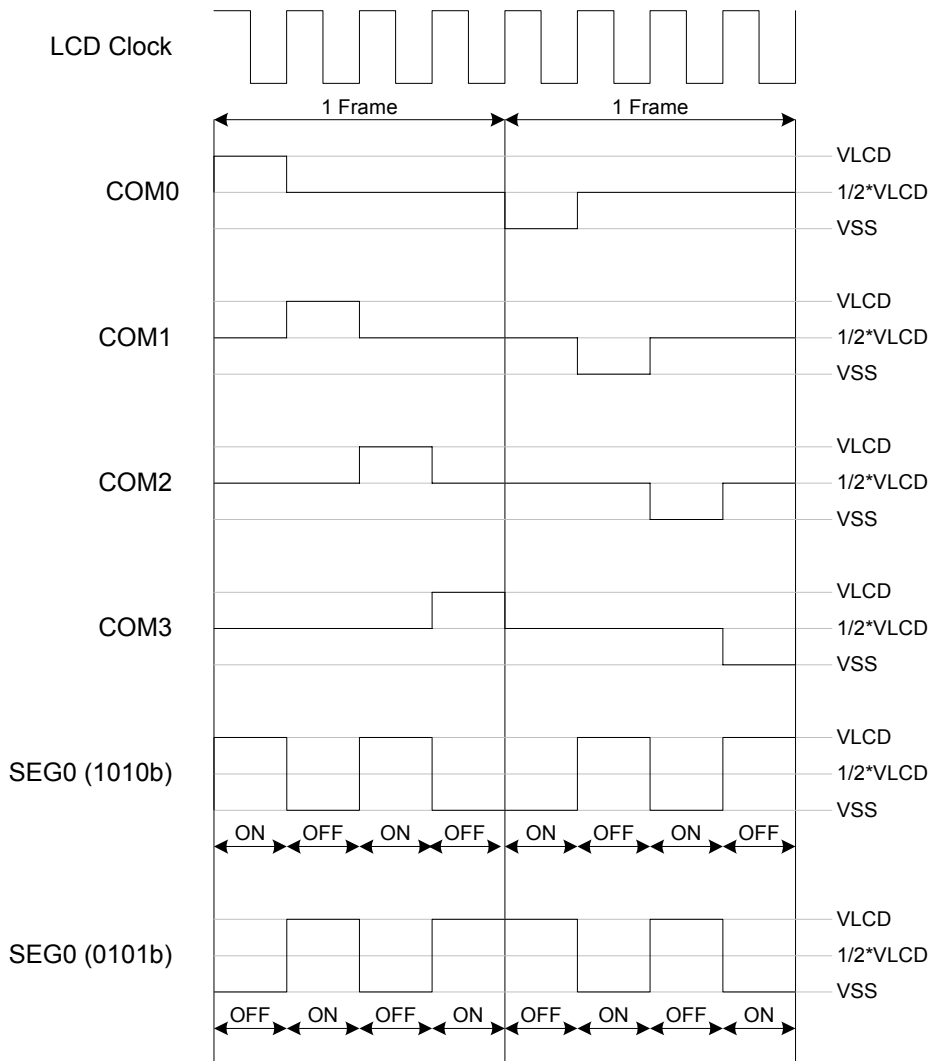 LCD Clock
1 Frame 1 Frame
VLCD
COM0 1/2*VLCD
VSS
VLCD
COM1 1/2*VLCD
VSS
VLCD
COM2 1/2*VLCD
VSS
VLCD
COM3 1/2*VLCD
VSS
VLCD
SEG0 (1010b) 1/2*VLCD
VSS
ON OFF ON OFF ON OFF ON OFF
VLCD
SEG0 (0101b) 1/2*VLCD
VSS
OFF ON OFF ON OFF ON OFF ON